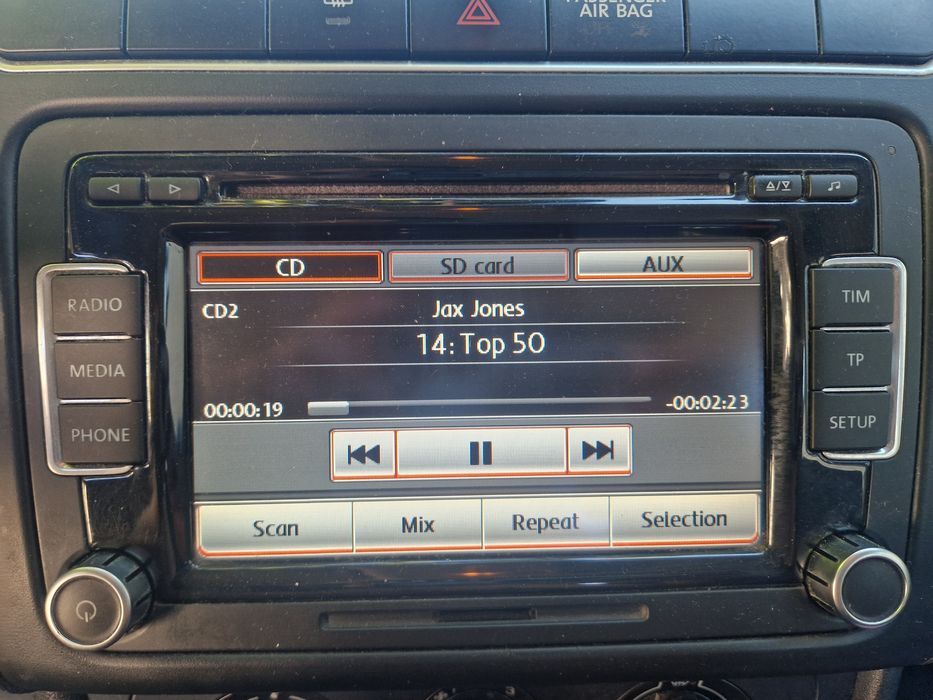 PASSENGER
AIR BAG
CD
SD card
AUX
RADIO
MEDIA
PHONE
TIM
TP
SETUP
CD2
Jax Jones
14: Top 50
00:00:19
-00:02:23
Scan
Mix
Repeat
Selection